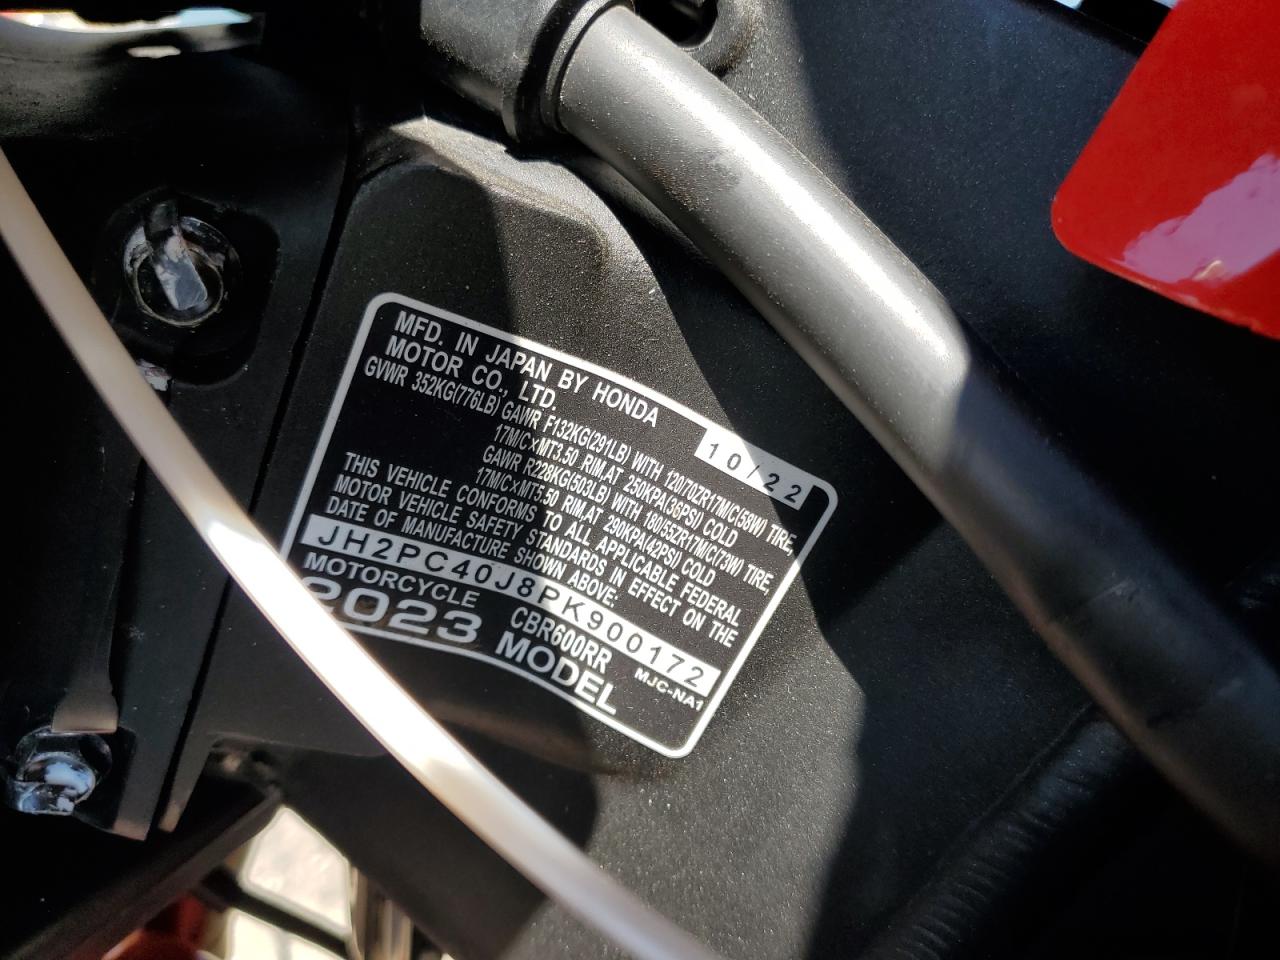 MFD. IN JAPAN BY HONDA
MOTOR CO., LTD.
10/22
GVWR 352KG(776LB) GAWR F132KG(291LB) WITH 120/70ZR17M/C(58W) TIRE,
17M/C×MT3.50 RIM.AT 250KPA(36PSI) COLD
GAWR R228KG(503LB) WITH 180/55ZR17M/C(73W) TIRE,
17M/C×MT5.50 RIM.AT 290KPA(42PSI) COLD
THIS VEHICLE CONFORMS TO ALL APPLICABLE FEDERAL
MOTOR VEHICLE SAFETY STANDARDS IN EFFECT ON THE
DATE OF MANUFACTURE SHOWN ABOVE.
JH2PC40J8PK900172
MOTORCYCLE CBR600RR MJC-NA1
2023 MODEL